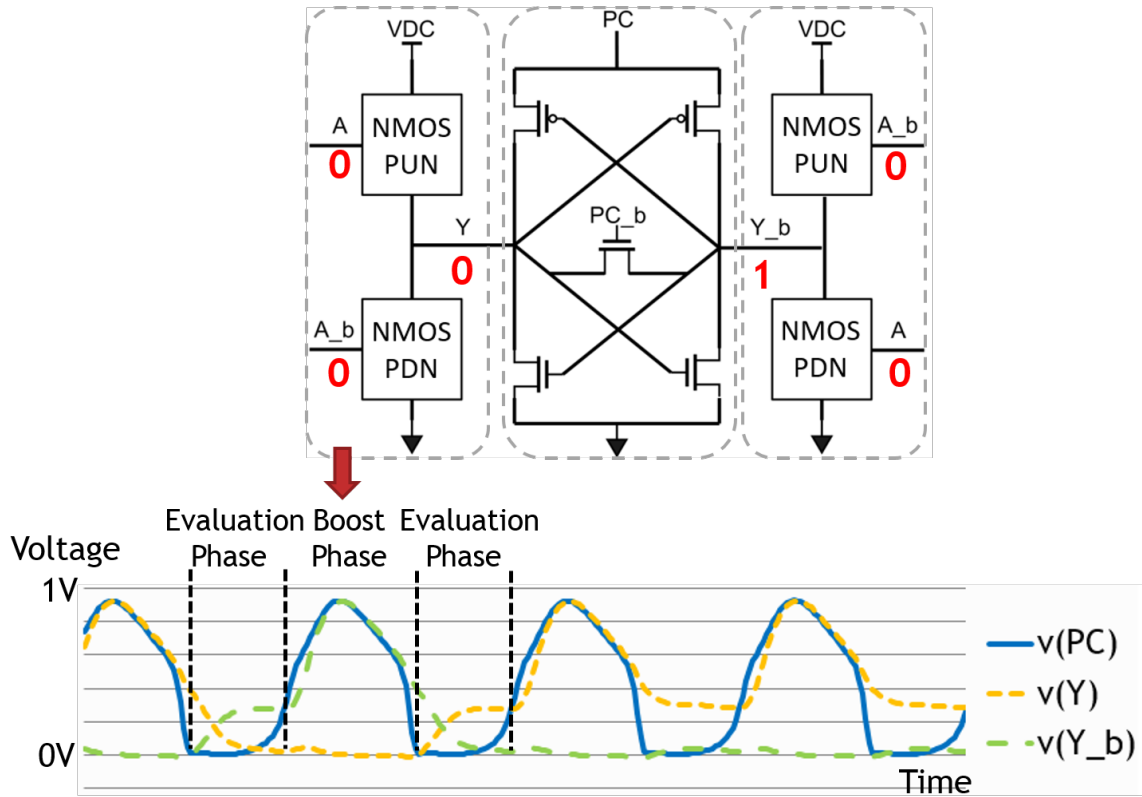 VDC
PC
VDC
A
NMOS
PUN
NMOS
PUN
A_b
0
0
PC_b
Y
Y_b
0
1
A_b
NMOS
PDN
NMOS
PDN
A
0
0
Evaluation
Phase
Boost
Phase
Evaluation
Phase
Voltage
1V
0V
v(PC)
v(Y)
v(Y_b)
Time